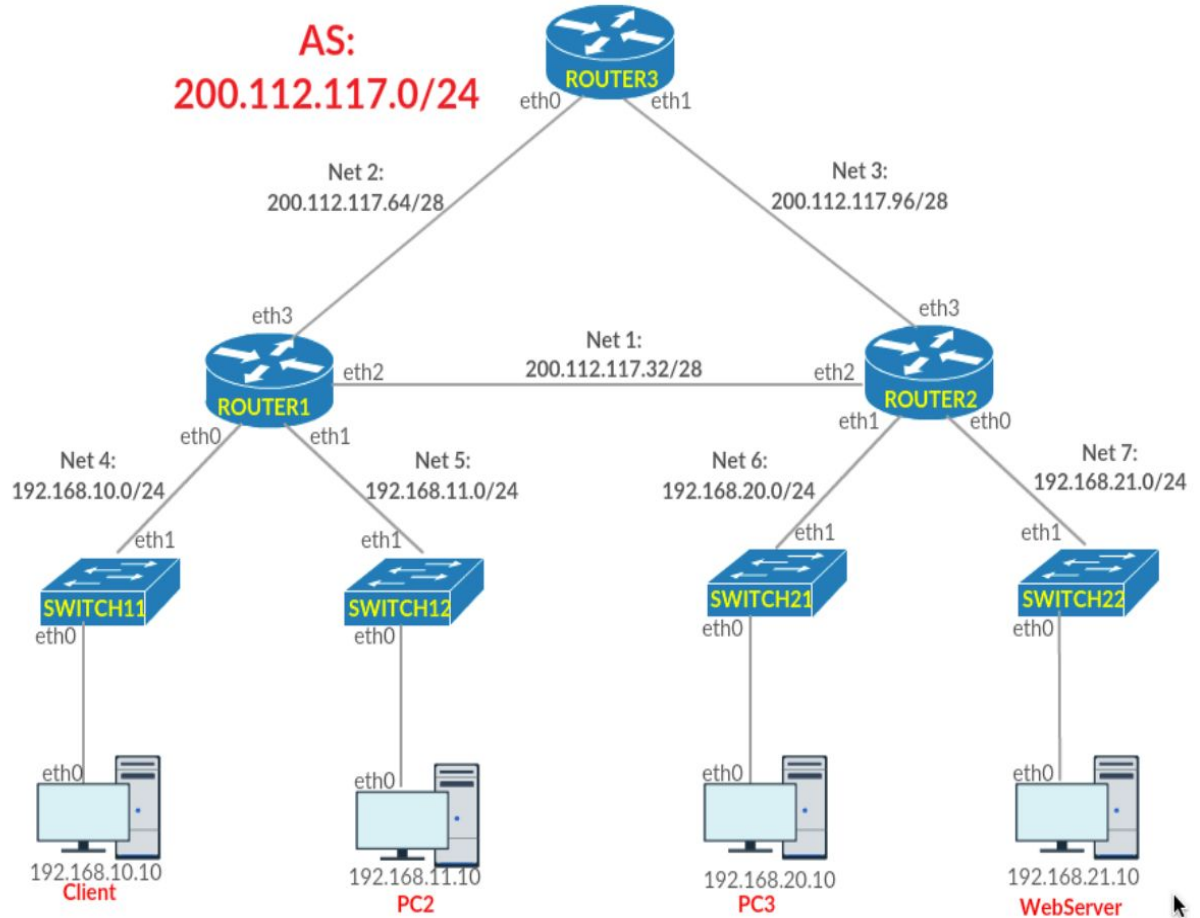 AS:
200.112.117.0/24
ROUTER3
eth0
eth1
Net 2:
200.112.117.64/28
Net 3:
200.112.117.96/28
eth3
eth3
Net 1:
200.112.117.32/28
eth2
eth2
ROUTER1
ROUTER2
eth0
eth1
eth1
eth0
Net 4:
192.168.10.0/24
Net 5:
192.168.11.0/24
Net 6:
192.168.20.0/24
Net 7:
192.168.21.0/24
eth1
eth1
eth1
eth1
SWITCH11
SWITCH12
SWITCH21
SWITCH22
eth0
eth0
eth0
eth0
eth0
eth0
eth0
eth0
192.168.10.10
Client
192.168.11.10
PC2
192.168.20.10
PC3
192.168.21.10
WebServer